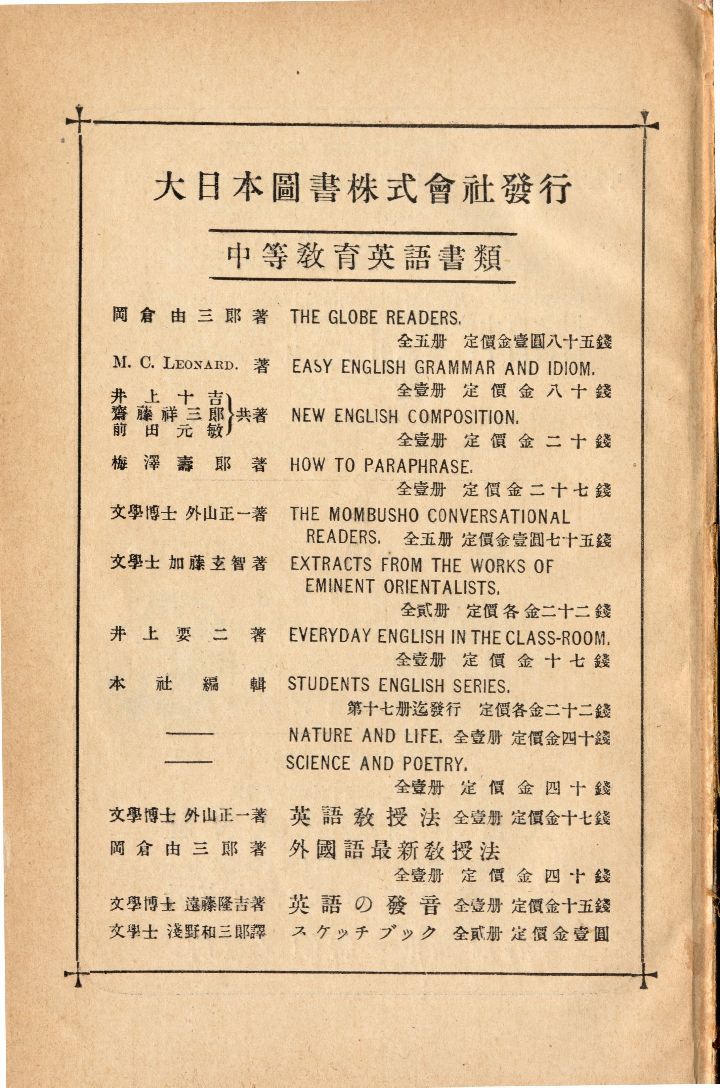 大日本圖書株式會社發行
中等敎育英語書類
岡倉由三郎著 THE GLOBE READERS.
全五册 定價金壹圓八十五錢
M. C. LEONARD. 著 EASY ENGLISH GRAMMAR AND IDIOM.
全壹册 定價金八十錢
井上十吉
齋藤祥三郎 共著 NEW ENGLISH COMPOSITION.
前田元敏
全壹册 定價金二十錢
梅澤壽郎著 HOW TO PARAPHRASE.
全壹册 定價金二十七錢
文學博士 外山正一著 THE MOMBUSHO CONVERSATIONAL
READERS. 全五册 定價金壹圓七十五錢
文學士 加藤玄智著 EXTRACTS FROM THE WORKS OF
EMINENT ORIENTALISTS.
全貳册 定價各金二十二錢
井上要二著 EVERYDAY ENGLISH IN THE CLASS-ROOM.
全壹册 定價金十七錢
本社編輯 STUDENTS ENGLISH SERIES.
第十七册迄發行 定價各金二十二錢
—— NATURE AND LIFE. 全壹册 定價金四十錢
—— SCIENCE AND POETRY.
全壹册 定價金四十錢
文學博士 外山正一著 英語敎授法 全壹册 定價金十七錢
岡倉由三郎著 外國語最新敎授法
全壹册 定價金四十錢
文學博士 遠藤隆吉著 英語の發音 全壹册 定價金十五錢
文學士 淺野和三郎譯 スケッチブック 全貳册 定價金壹圓